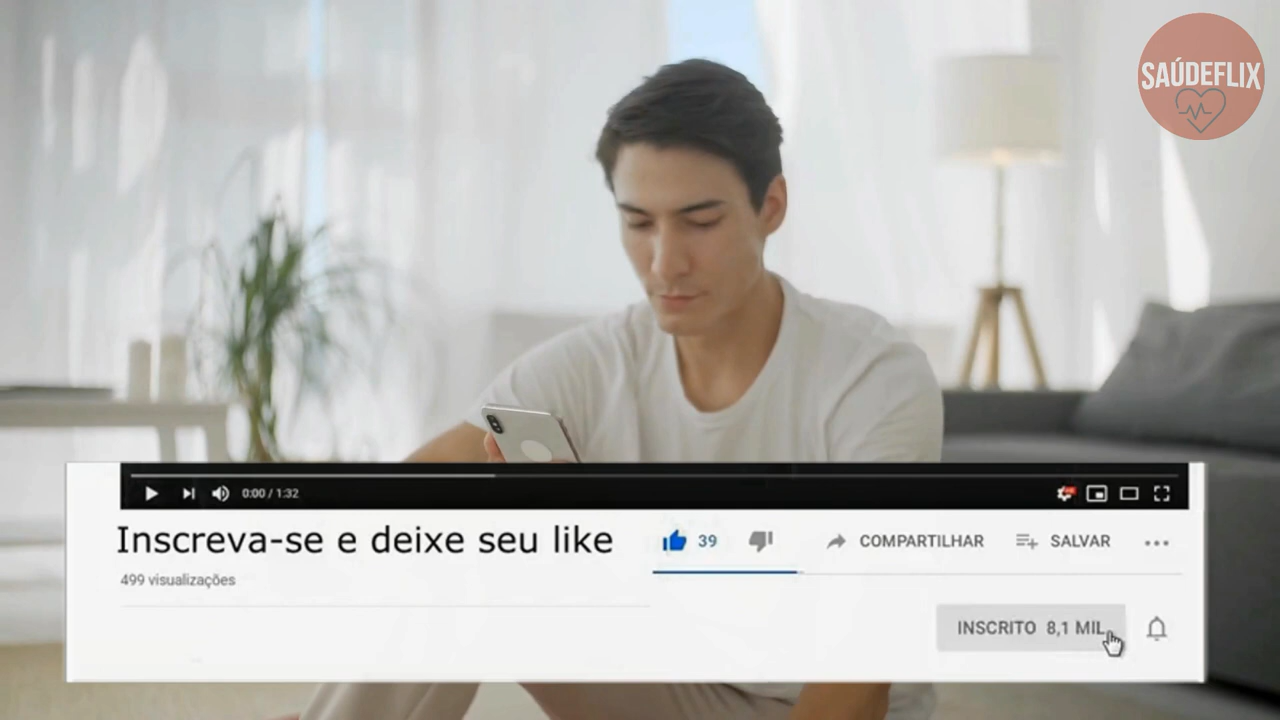 SAÚDEFLIX
0:00 / 1:32
Inscreva-se e deixe seu like
39
COMPARTILHAR
SALVAR
499 visualizações
INSCRITO 8,1 MIL